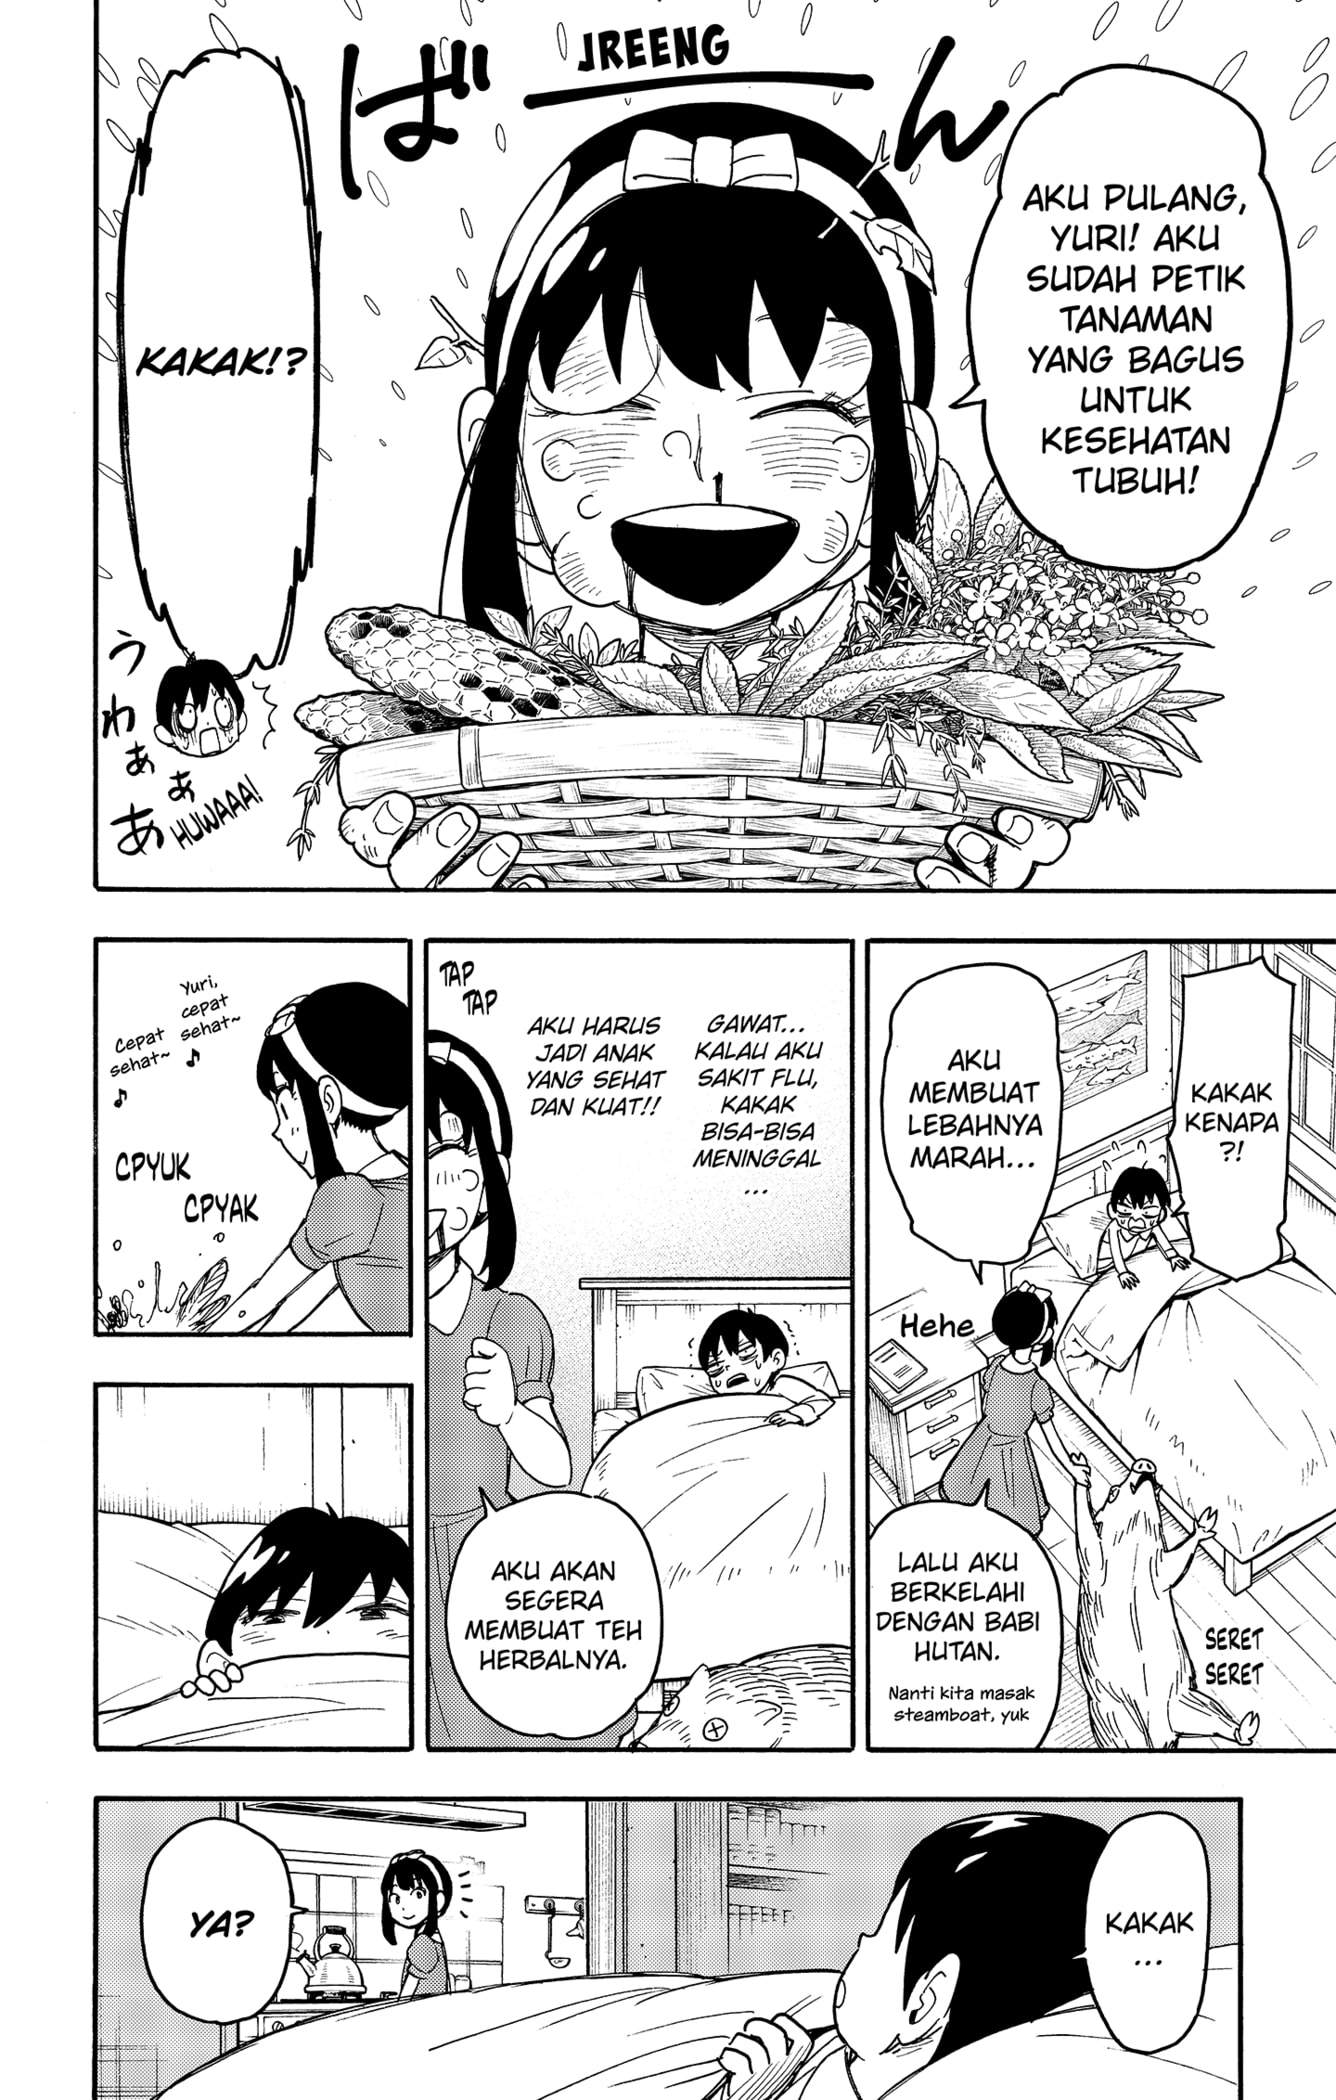 JREENG
ばん
AKU PULANG,
YURI! AKU
SUDAH PETIK
TANAMAN
YANG BAGUS
UNTUK
KESEHATAN
TUBUH!
KAKAK!?
うわぁぁあ
HUWAAA!
KAKAK
KENAPA
?!
AKU
MEMBUAT
LEBAHNYA
MARAH...
Hehe
LALU AKU
BERKELAHI
DENGAN BABI
HUTAN.
Nanti kita masak
steamboat, yuk
SERET
SERET
GAWAT...
KALAU AKU
SAKIT FLU,
KAKAK
BISA-BISA
MENINGGAL
...
AKU HARUS
JADI ANAK
YANG SEHAT
DAN KUAT!!
TAP
TAP
AKU AKAN
SEGERA
MEMBUAT TEH
HERBALNYA.
Yuri,
cepat
sehat~
♪
cepat
sehat~
♪
CPYUK
CPYAK
KAKAK
...
YA?